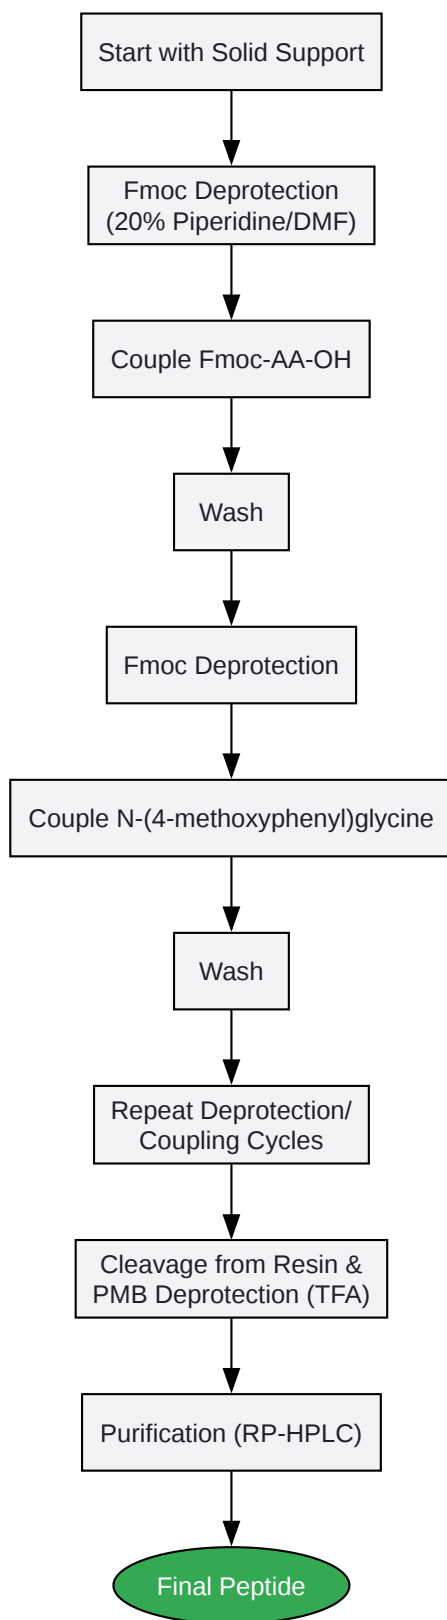 Start with Solid Support
Fmoc Deprotection
(20% Piperidine/DMF)
Couple Fmoc-AA-OH
Wash
Fmoc Deprotection
Couple N-(4-methoxyphenyl)glycine
Wash
Repeat Deprotection/
Coupling Cycles
Cleavage from Resin &
PMB Deprotection (TFA)
Purification (RP-HPLC)
Final Peptide